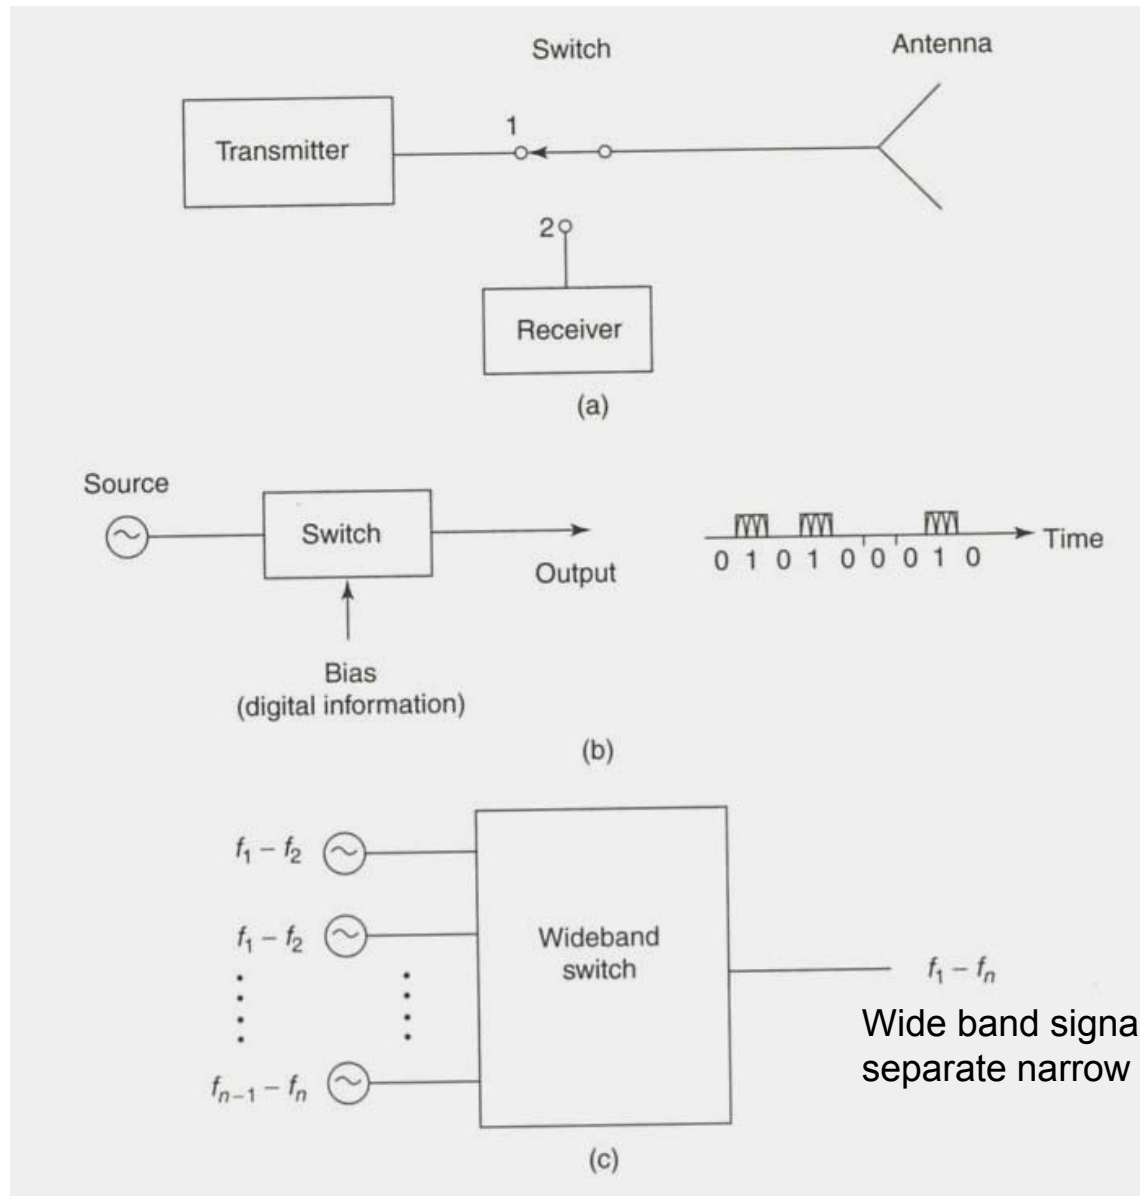 Switch
Antenna
Transmitter
1
2
Receiver
(a)
Source
Switch
Output
Bias
(digital information)
0 1 0 1 0 0 0 1 0
Time
(b)
f1 – f2
f1 – f2
fn–1 – fn
Wideband
switch
f1 – fn
Wide band signa
separate narrow
(c)